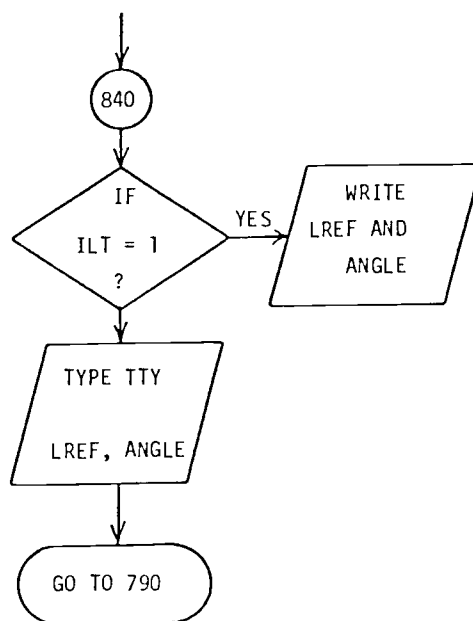 840
IF
ILT = 1
?
YES
WRITE
LREF AND
ANGLE
TYPE TTY
LREF, ANGLE
GO TO 790